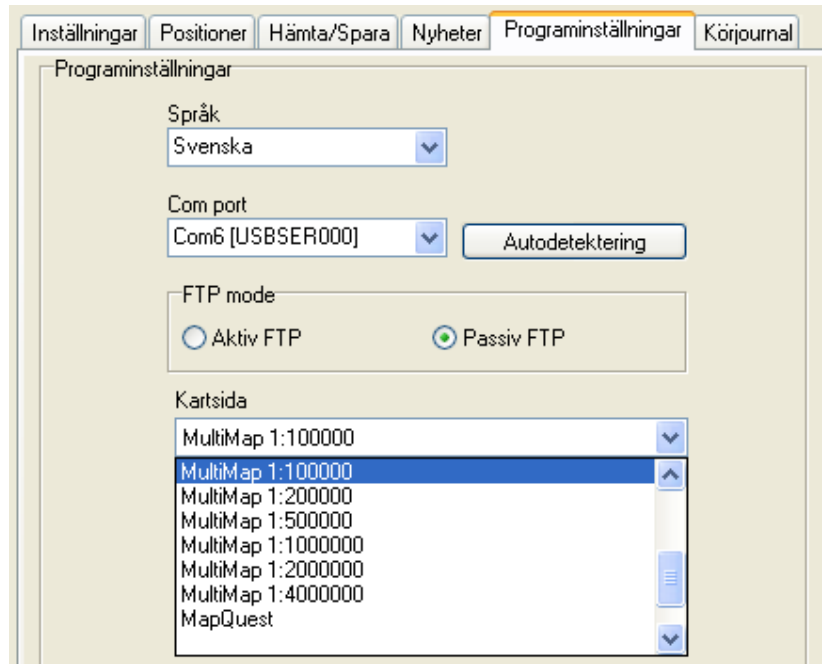 Inställningar Positioner Hämta/Spara Nyheter Programinställningar Körjournal
Programinställningar
Språk
Svenska
Com port
Com6 [USBSER000] Autodetektering
FTP mode
Aktiv FTP Passiv FTP
Kartsida
MultiMap 1:100000
MultiMap 1:100000
MultiMap 1:200000
MultiMap 1:500000
MultiMap 1:1000000
MultiMap 1:2000000
MultiMap 1:4000000
MapQuest